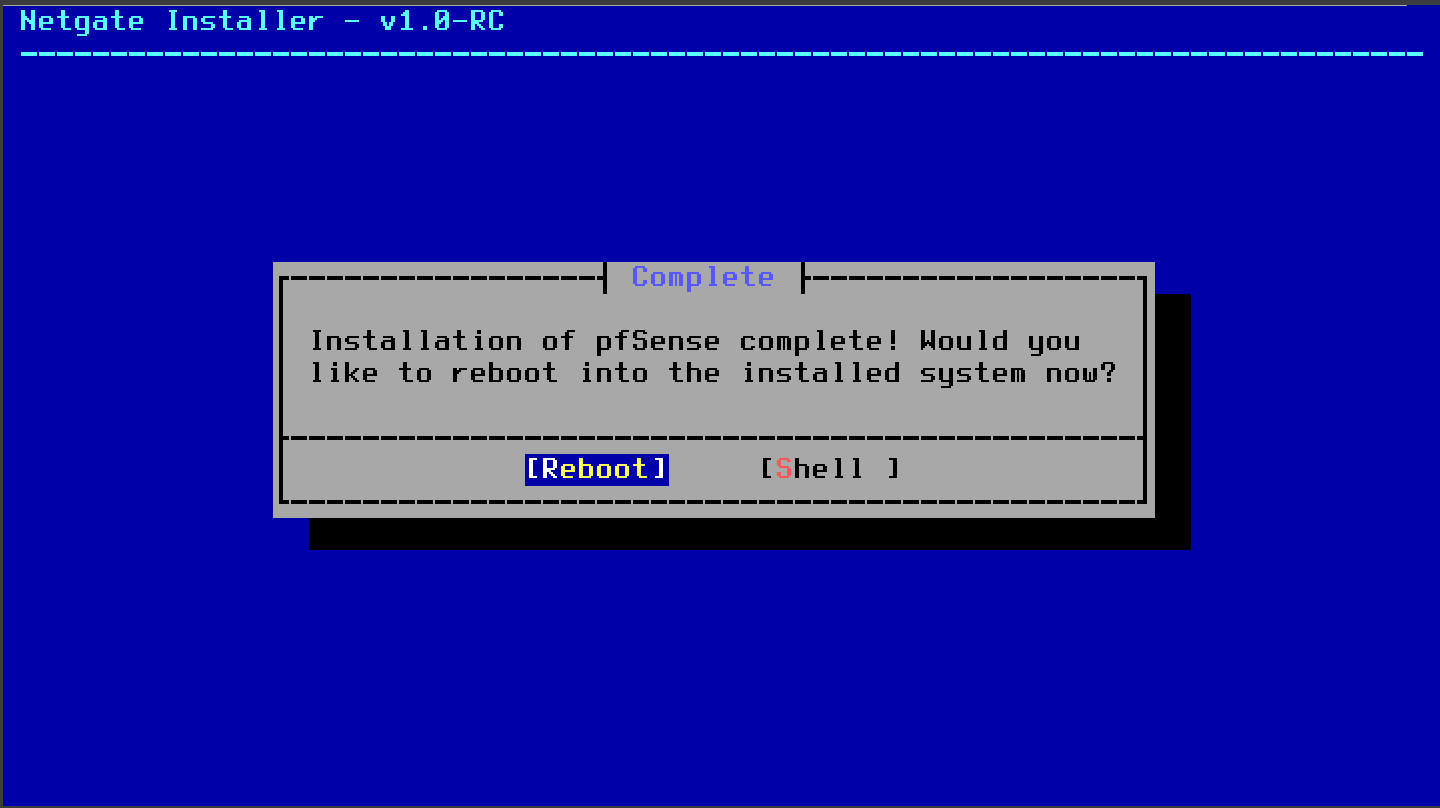 Netgate Installer - v1.0-RC
Complete
Installation of pfSense complete! Would you
like to reboot into the installed system now?
[Reboot] [Shell ]